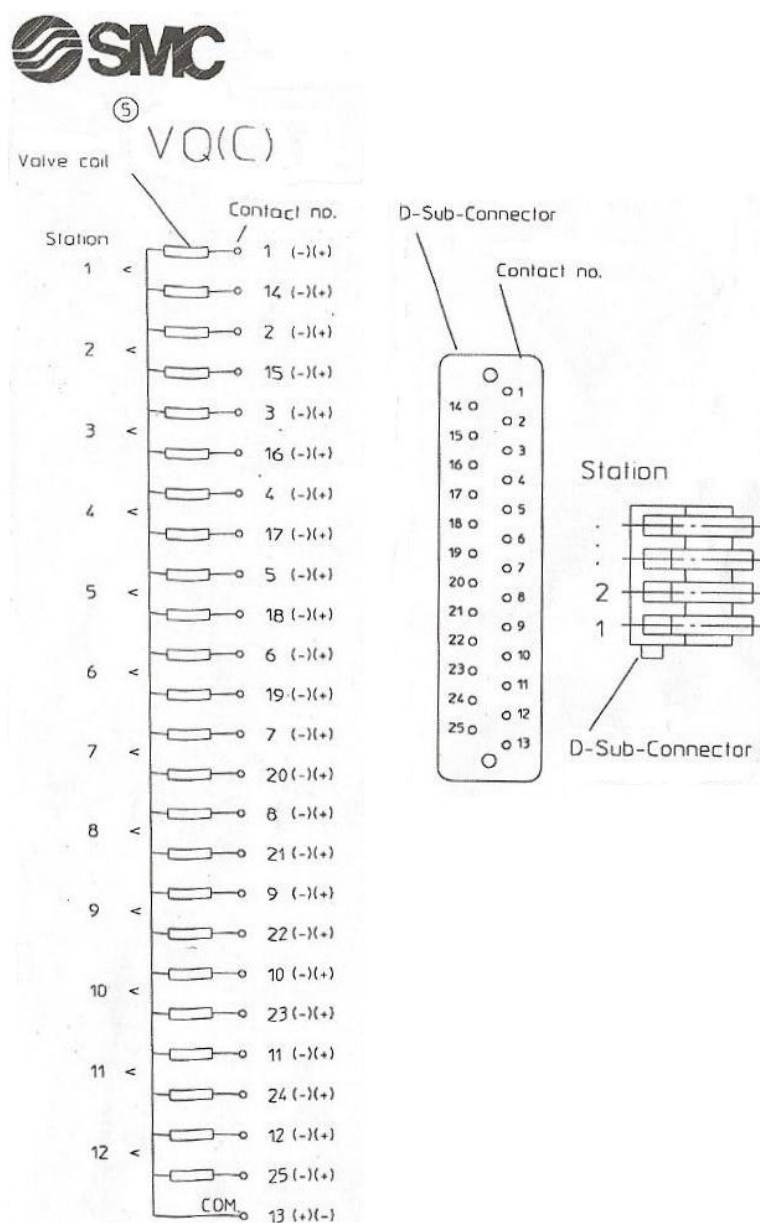 SMC
5
VQ(C)
Valve coil
Contact no.
Station
1 < 1 (-)(+)
14 (-)(+)
2 < 2 (-)(+)
15 (-)(+)
3 < 3 (-)(+)
16 (-)(+)
4 < 4 (-)(+)
17 (-)(+)
5 < 5 (-)(+)
18 (-)(+)
6 < 6 (-)(+)
19 (-)(+)
7 < 7 (-)(+)
20 (-)(+)
8 < 8 (-)(+)
21 (-)(+)
9 < 9 (-)(+)
22 (-)(+)
10 < 10 (-)(+)
23 (-)(+)
11 < 11 (-)(+)
24 (-)(+)
12 < 12 (-)(+)
25 (-)(+)
COM. 13 (+)(-)
D-Sub-Connector
Contact no.
1
14
2
15
3
16
4
17
5
18
6
19
7
20
8
21
9
22
10
23
11
24
12
25
13
Station
.
.
.
2
1
D-Sub-Connector